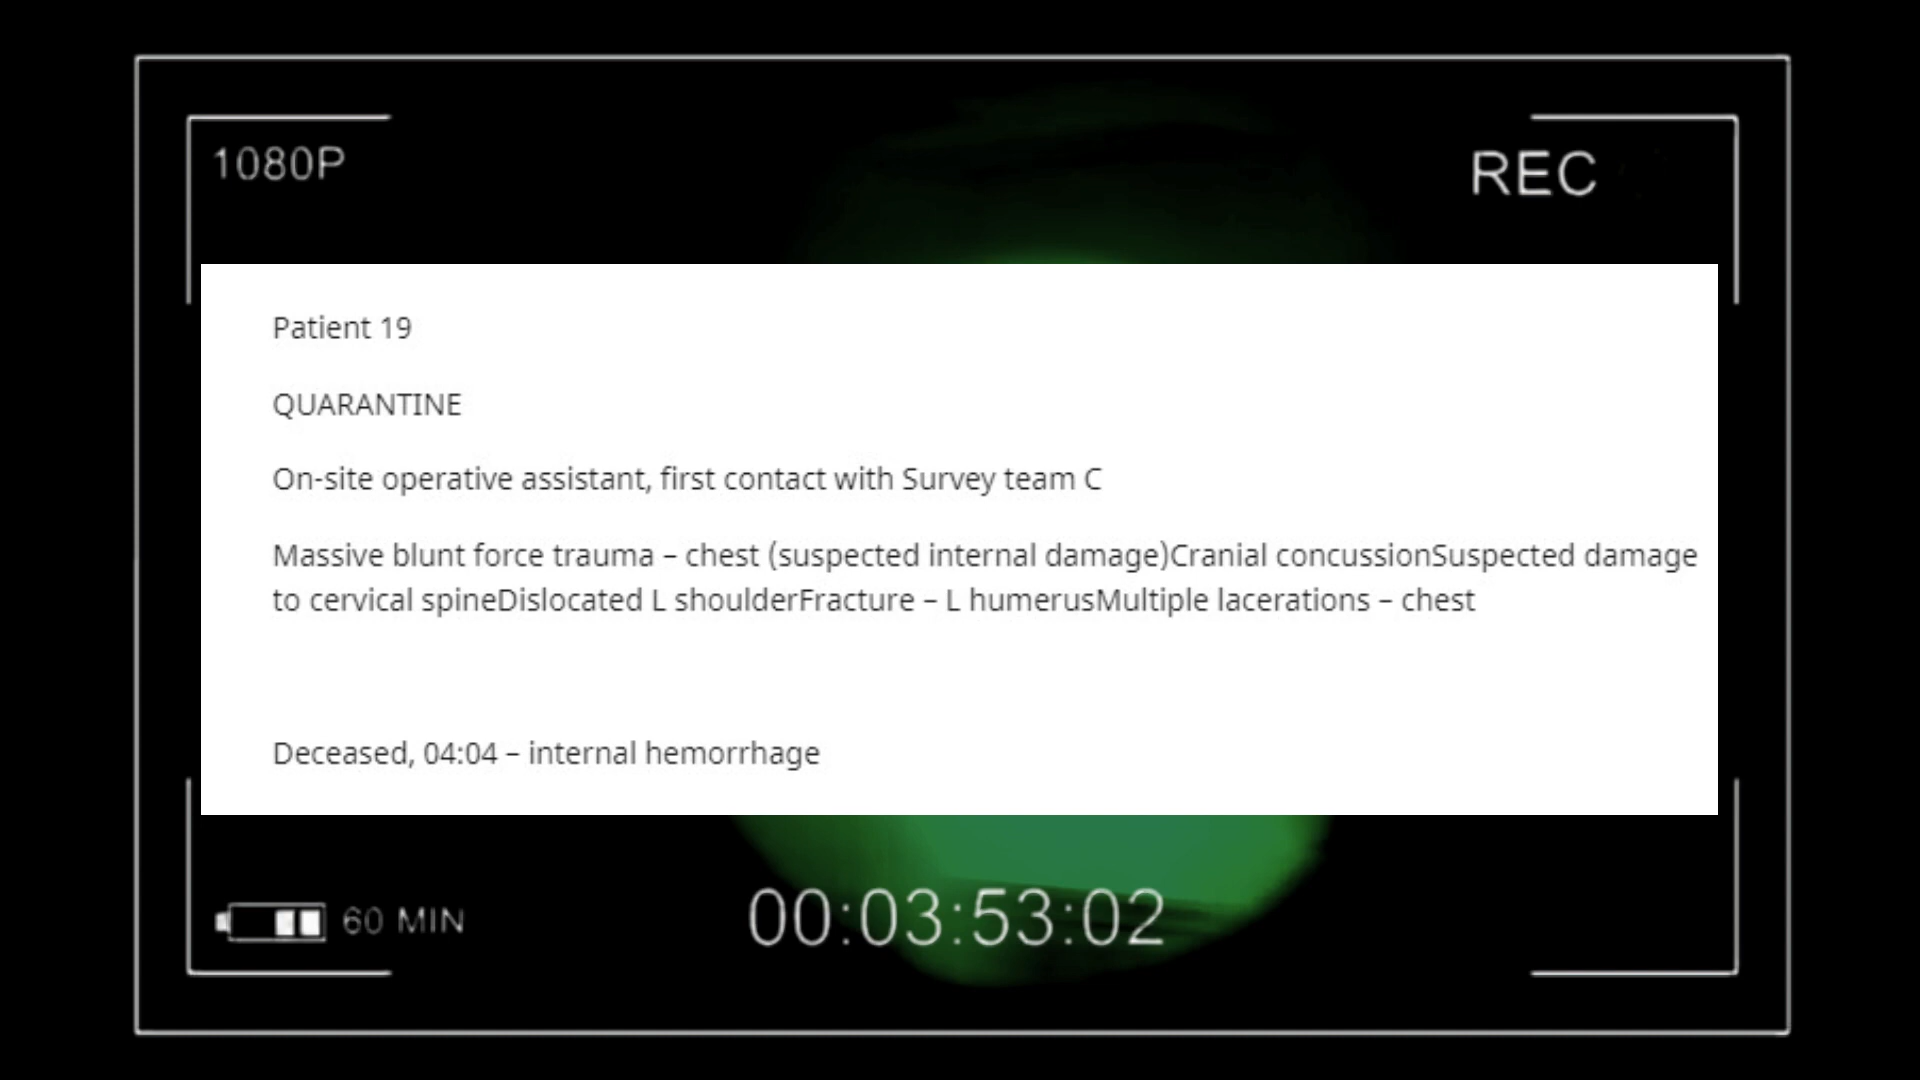 1080P
REC
Patient 19
QUARANTINE
On-site operative assistant, first contact with Survey team C
Massive blunt force trauma – chest (suspected internal damage)Cranial concussionSuspected damage
to cervical spineDislocated L shoulderFracture – L humerusMultiple lacerations – chest
Deceased, 04:04 – internal hemorrhage
60 MIN
00:03:53:02